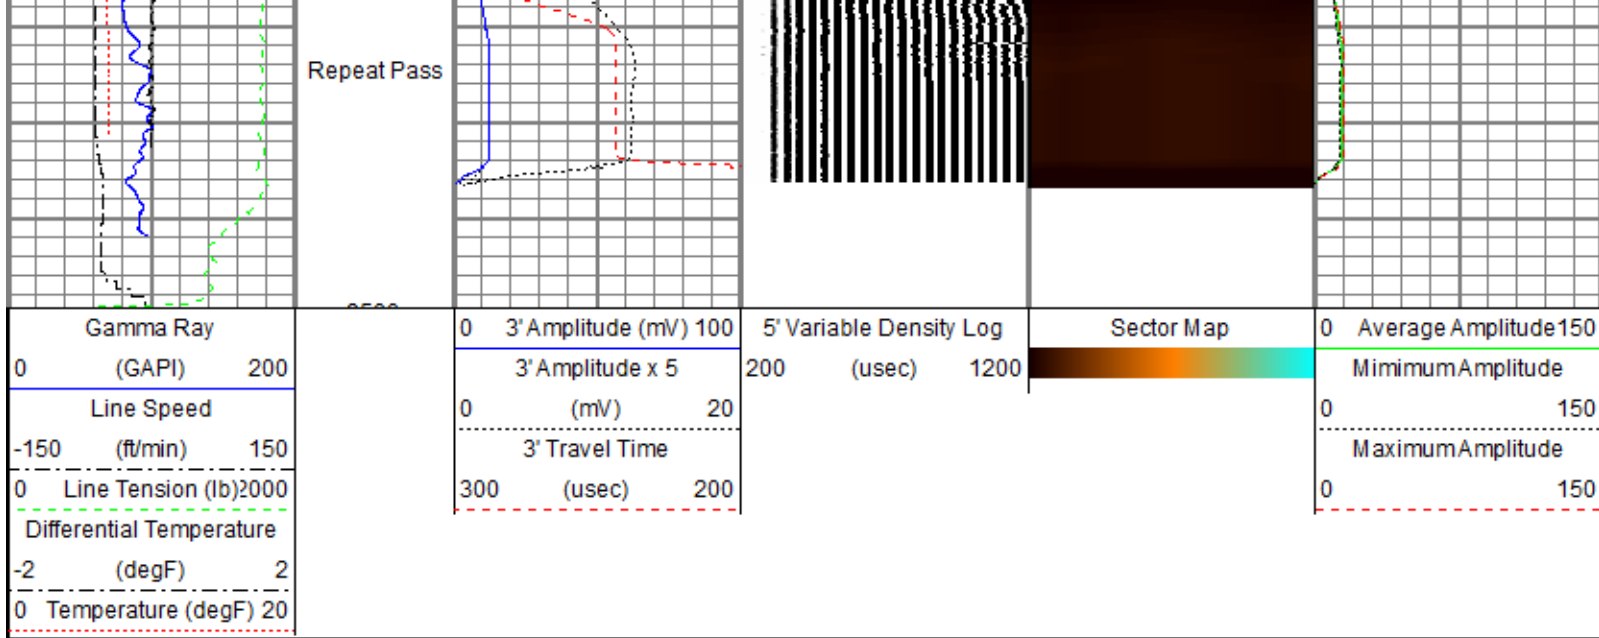 Repeat Pass
Gamma Ray
0 (GAPI) 200
Line Speed
-150 (ft/min) 150
0 Line Tension (lb) 2000
Differential Temperature
-2 (degF) 2
0 Temperature (degF) 20
0 3' Amplitude (mV) 100
3' Amplitude x 5
0 (mV) 20
3' Travel Time
300 (usec) 200
5' Variable Density Log
200 (usec) 1200
Sector Map
0 Average Amplitude 150
Mimimum Amplitude
0 150
Maximum Amplitude
0 150